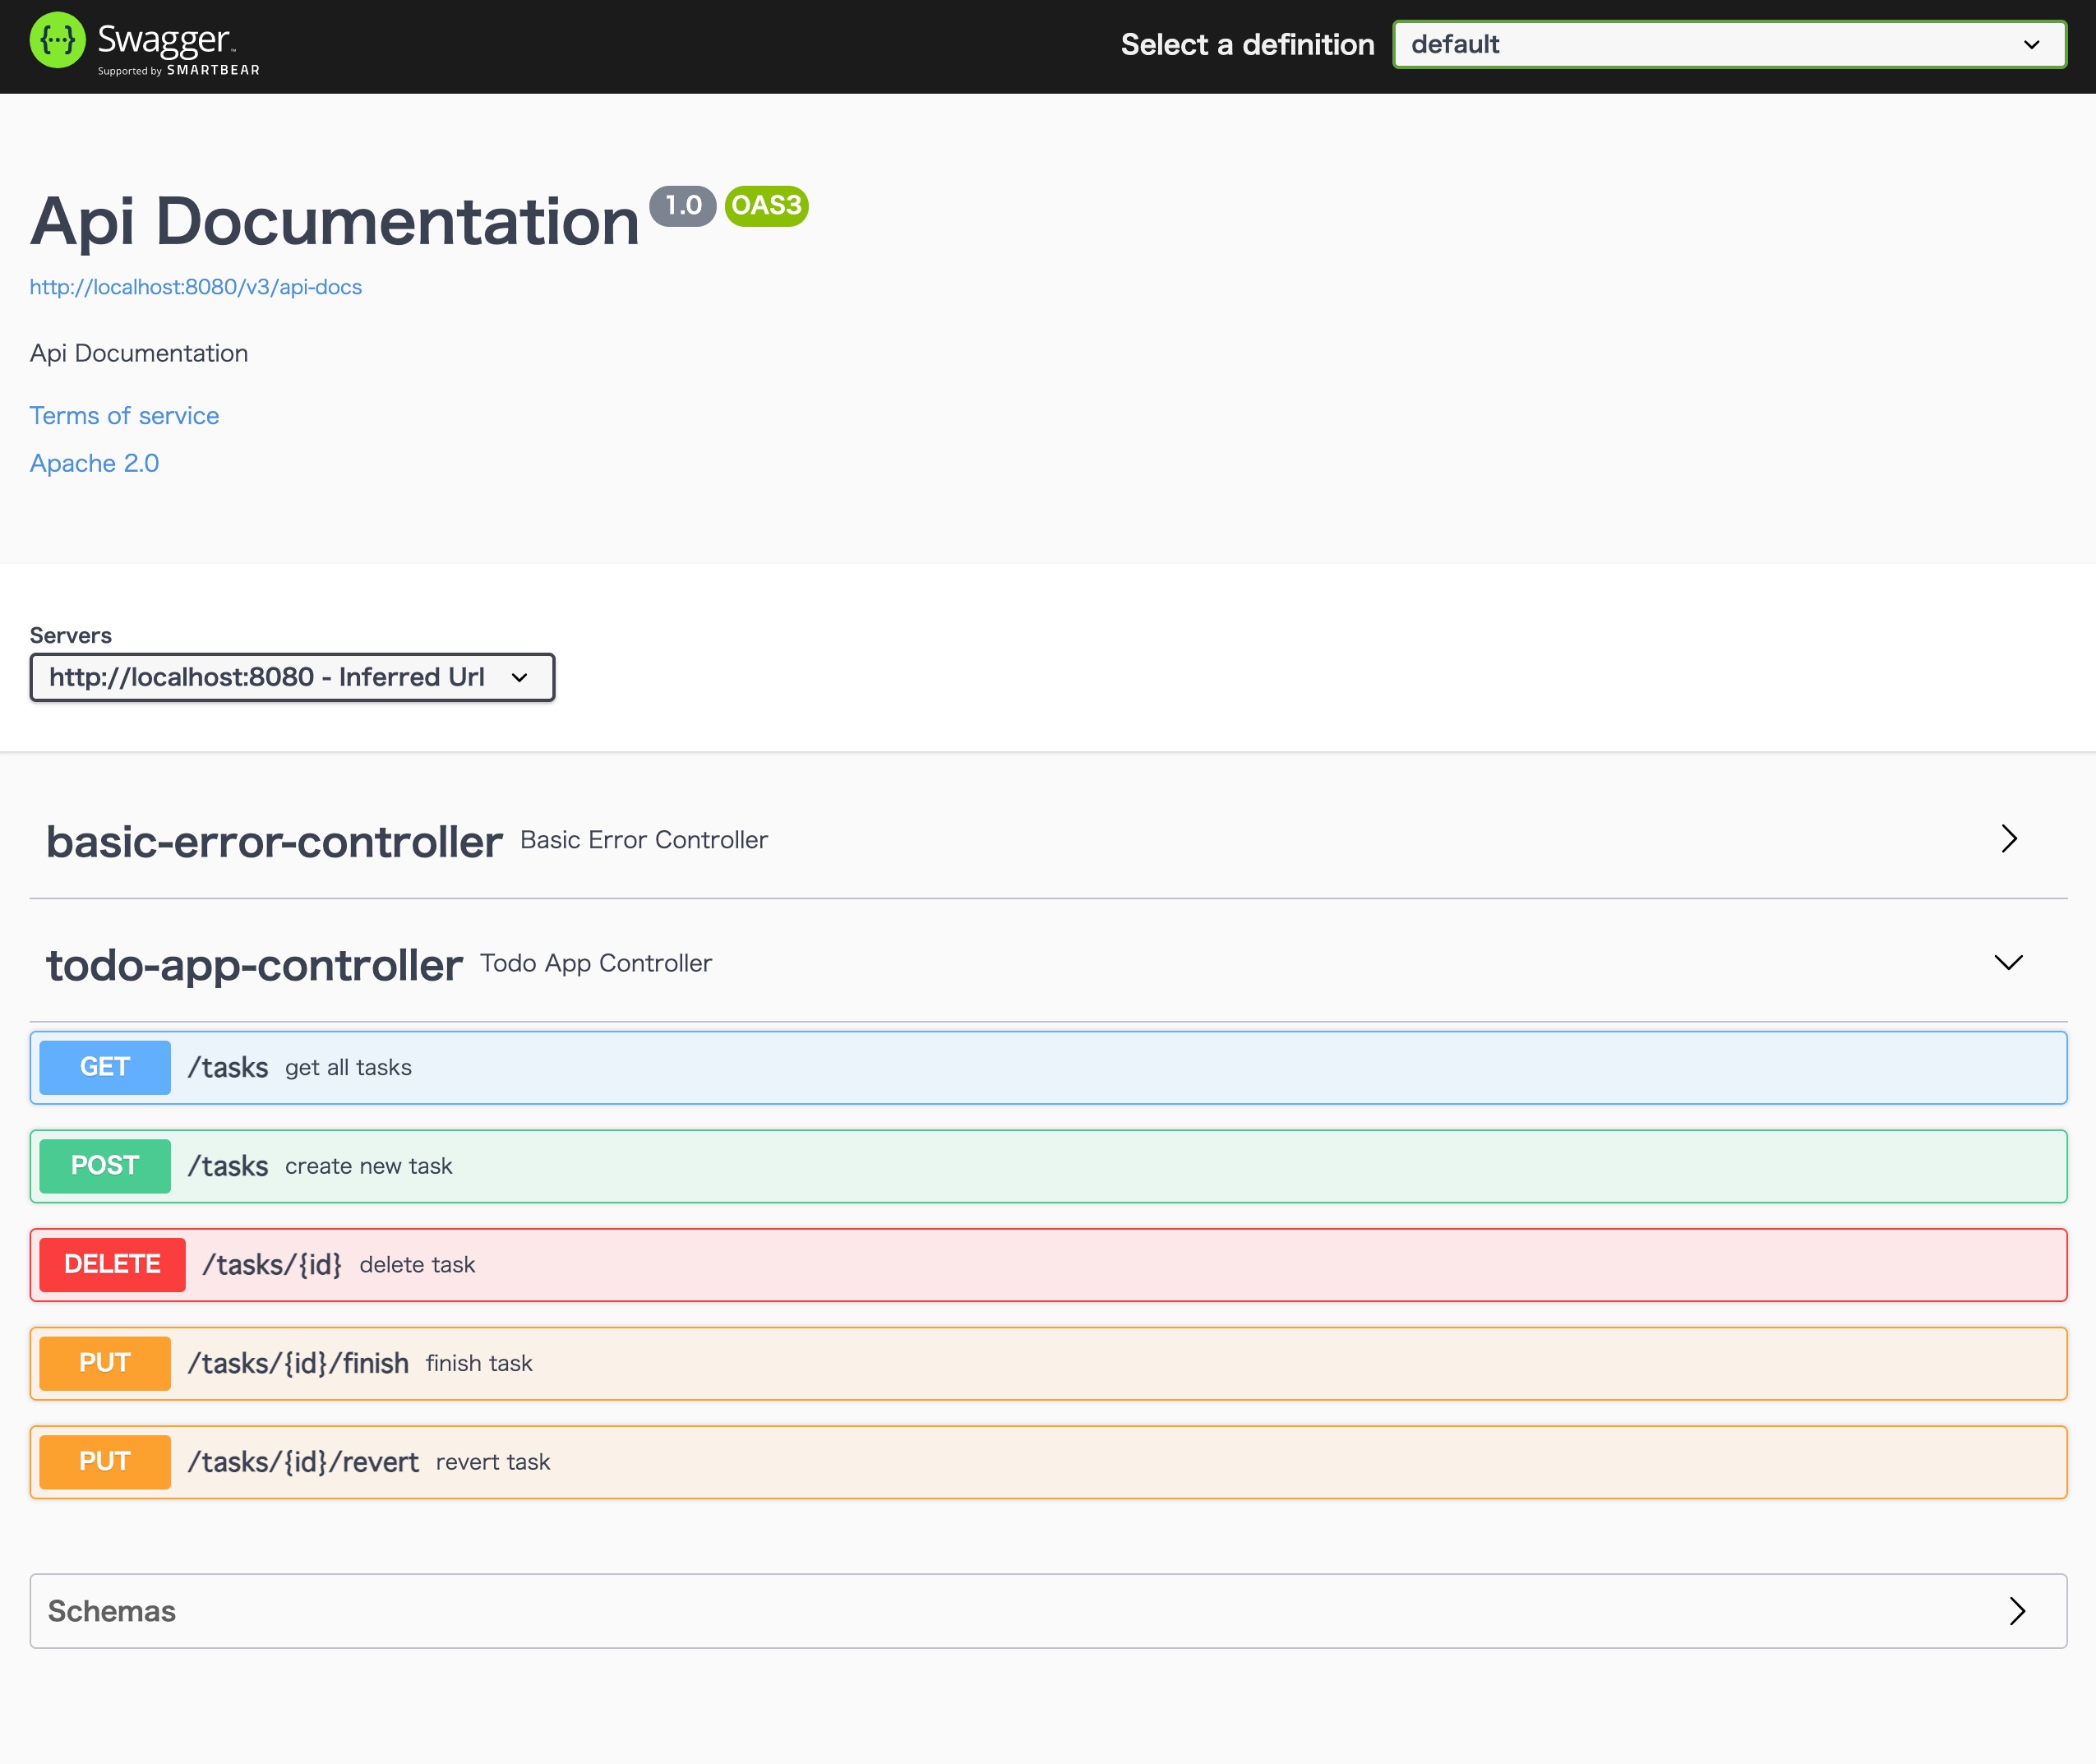 {···} Swagger™
Supported by SMARTBEAR
Select a definition
default
Api Documentation 1.0 OAS3
http://localhost:8080/v3/api-docs
Api Documentation
Terms of service
Apache 2.0
Servers
http://localhost:8080 - Inferred Url
basic-error-controller Basic Error Controller
todo-app-controller Todo App Controller
GET /tasks get all tasks
POST /tasks create new task
DELETE /tasks/{id} delete task
PUT /tasks/{id}/finish finish task
PUT /tasks/{id}/revert revert task
Schemas